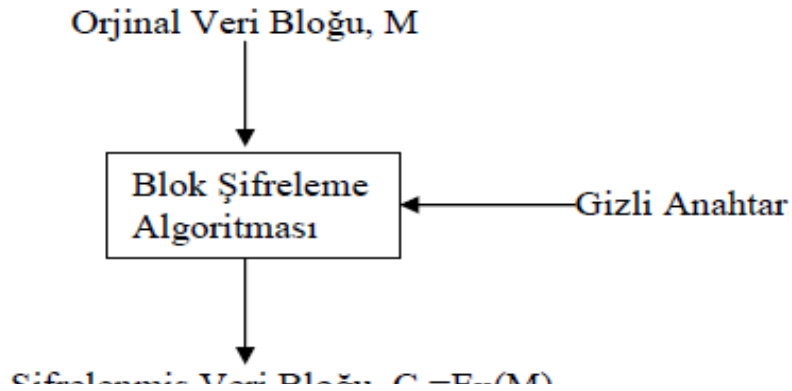 Orjinal Veri Bloğu, M
Blok Şifreleme
Algoritması
Gizli Anahtar
Şifrelenmiş Veri Bloğu, C =EK(M)